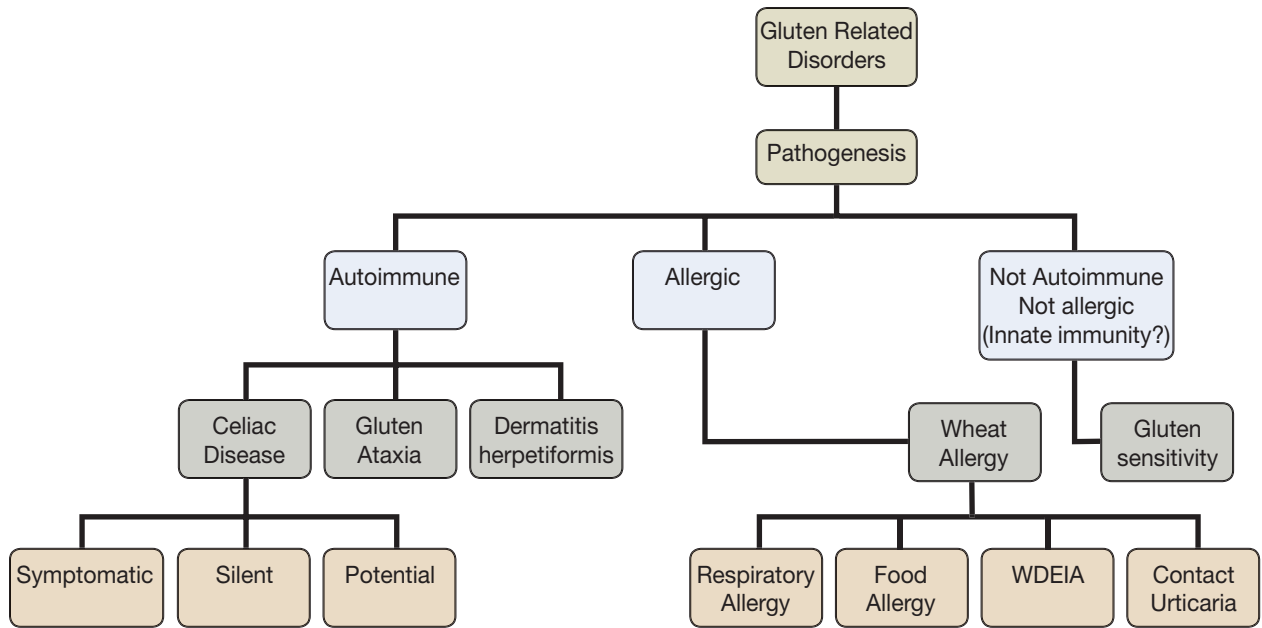 Gluten Related
Disorders
Pathogenesis
Autoimmune
Allergic
Not Autoimmune
Not allergic
(Innate immunity?)
Celiac
Disease
Gluten
Ataxia
Dermatitis
herpetiformis
Wheat
Allergy
Gluten
sensitivity
Symptomatic
Silent
Potential
Respiratory
Allergy
Food
Allergy
WDEIA
Contact
Urticaria